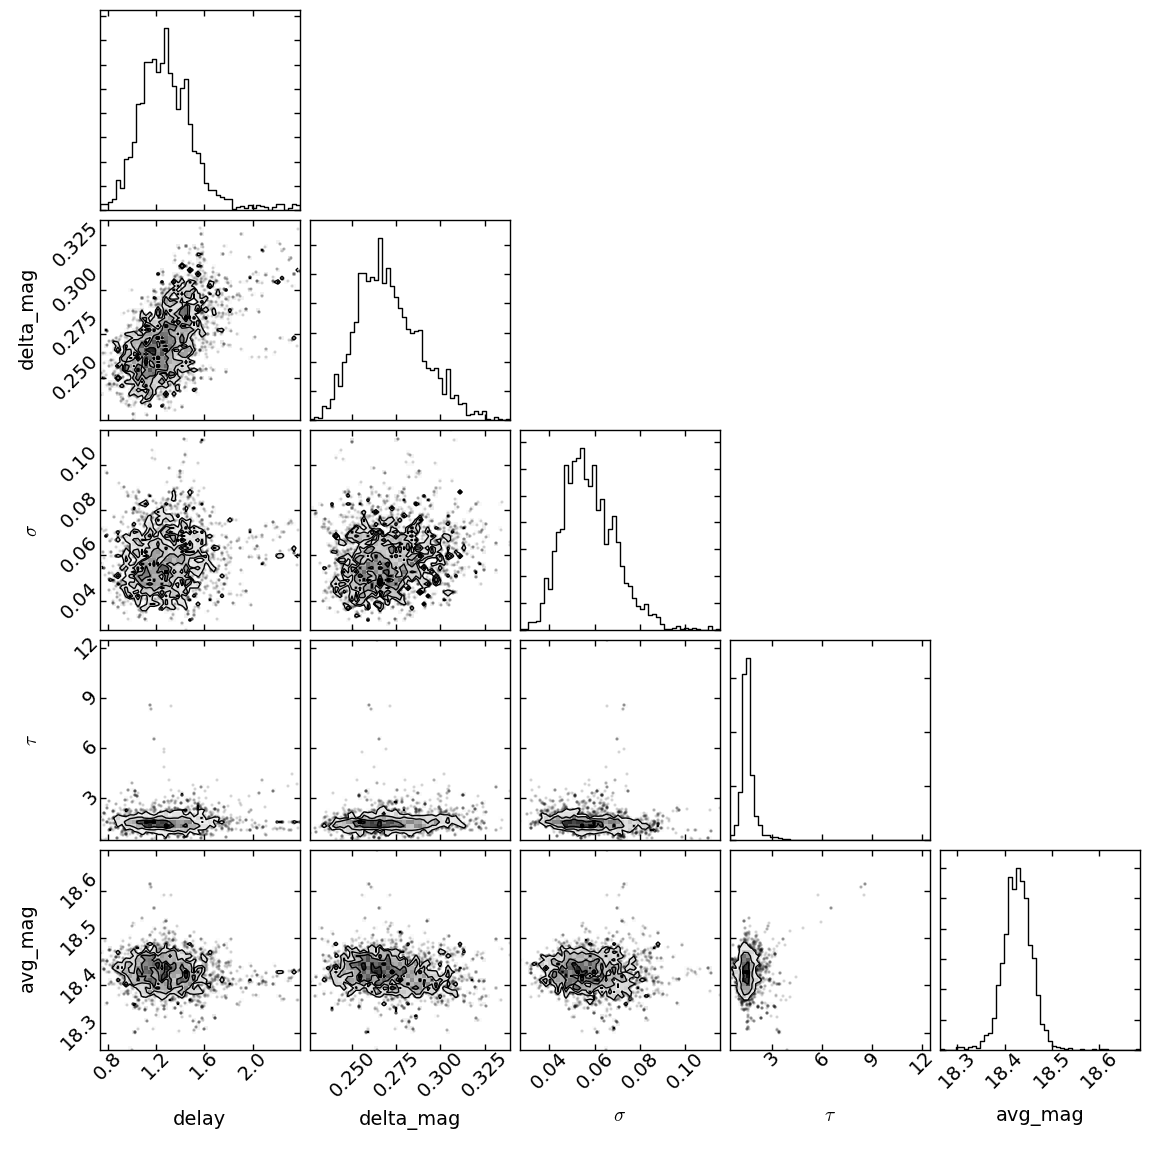 delta_mag
0.325
0.300
0.275
0.250
σ
0.10
0.08
0.06
0.04
τ
12
9
6
3
avg_mag
18.6
18.5
18.4
18.3
0.8 1.2 1.6 2.0
0.250 0.275 0.300 0.325
0.04 0.06 0.08 0.10
3 6 9 12
18.3 18.4 18.5 18.6
delay delta_mag σ τ avg_mag